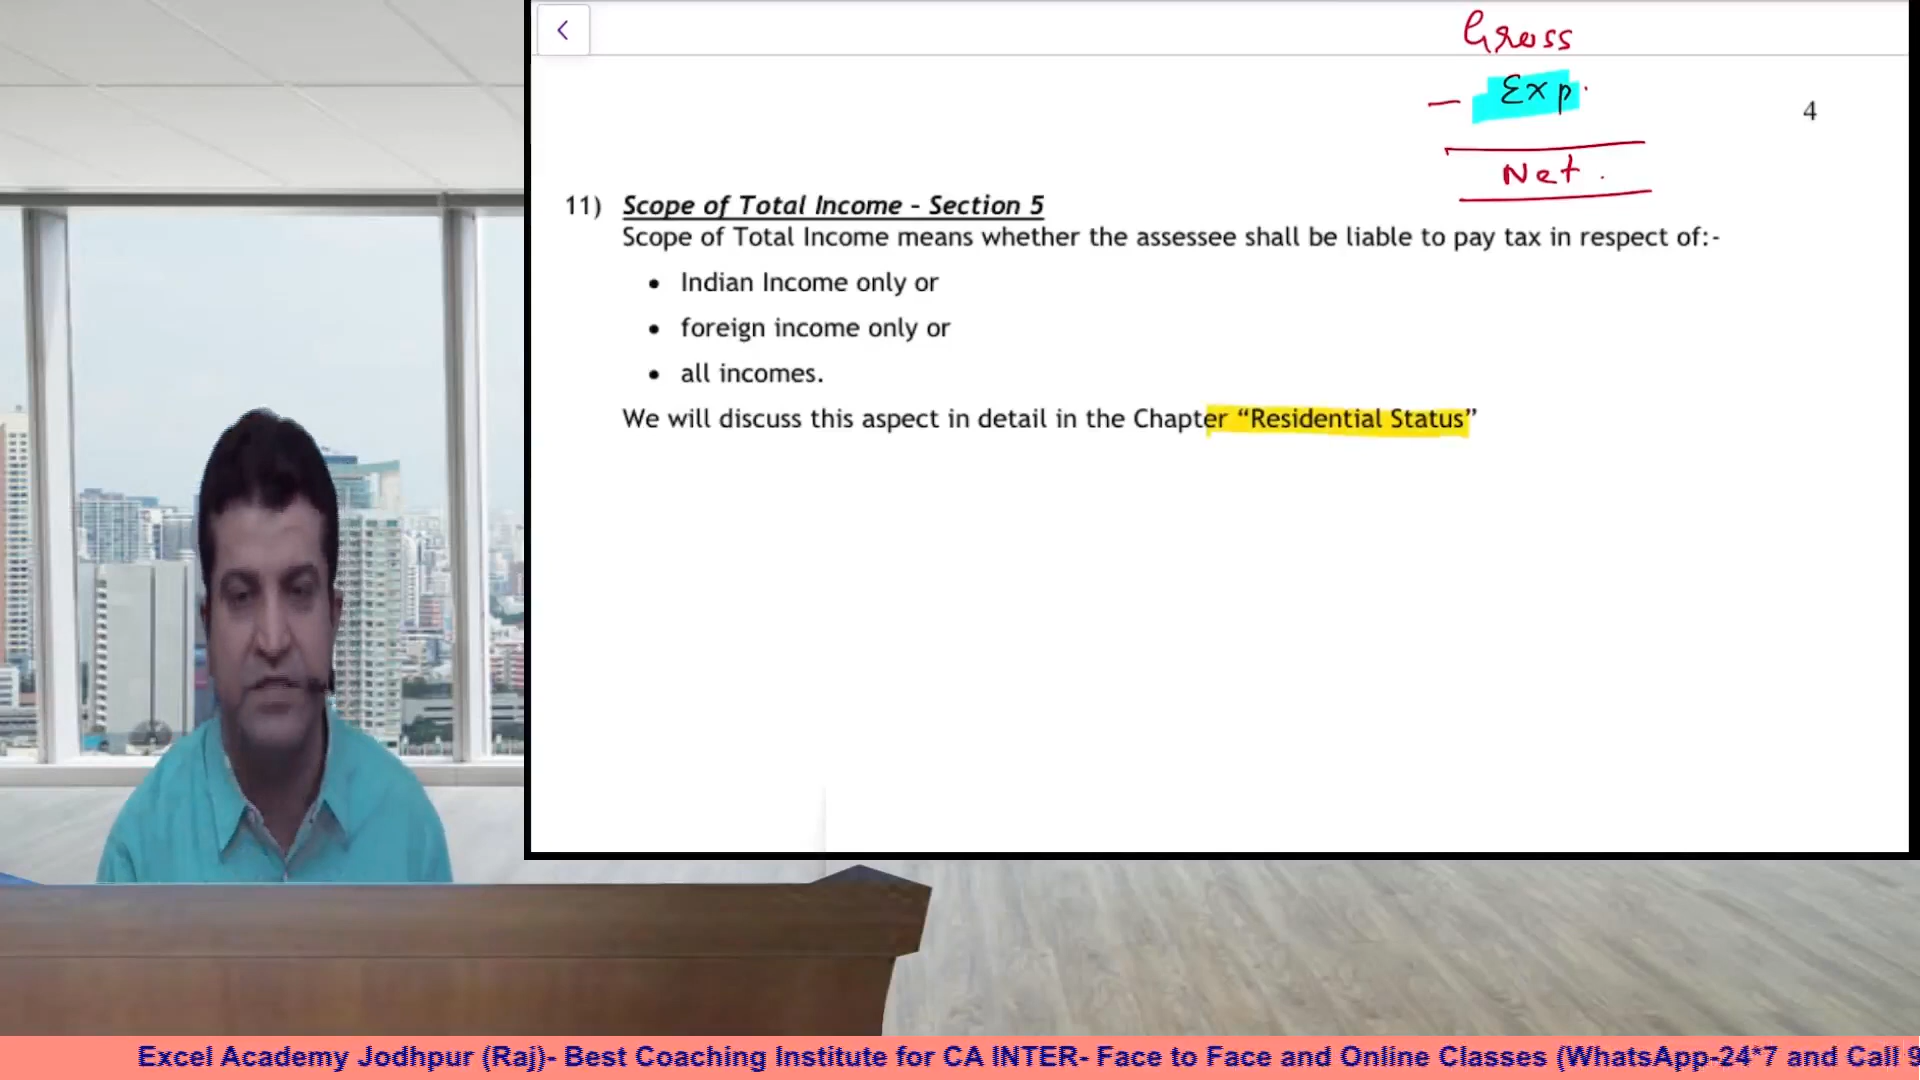 Gross
- Exp.
Net.
4
11) Scope of Total Income – Section 5
Scope of Total Income means whether the assessee shall be liable to pay tax in respect of:-
• Indian Income only or
• foreign income only or
• all incomes.
We will discuss this aspect in detail in the Chapter “Residential Status”
Excel Academy Jodhpur (Raj)- Best Coaching Institute for CA INTER- Face to Face and Online Classes (WhatsApp-24*7 and Call 9